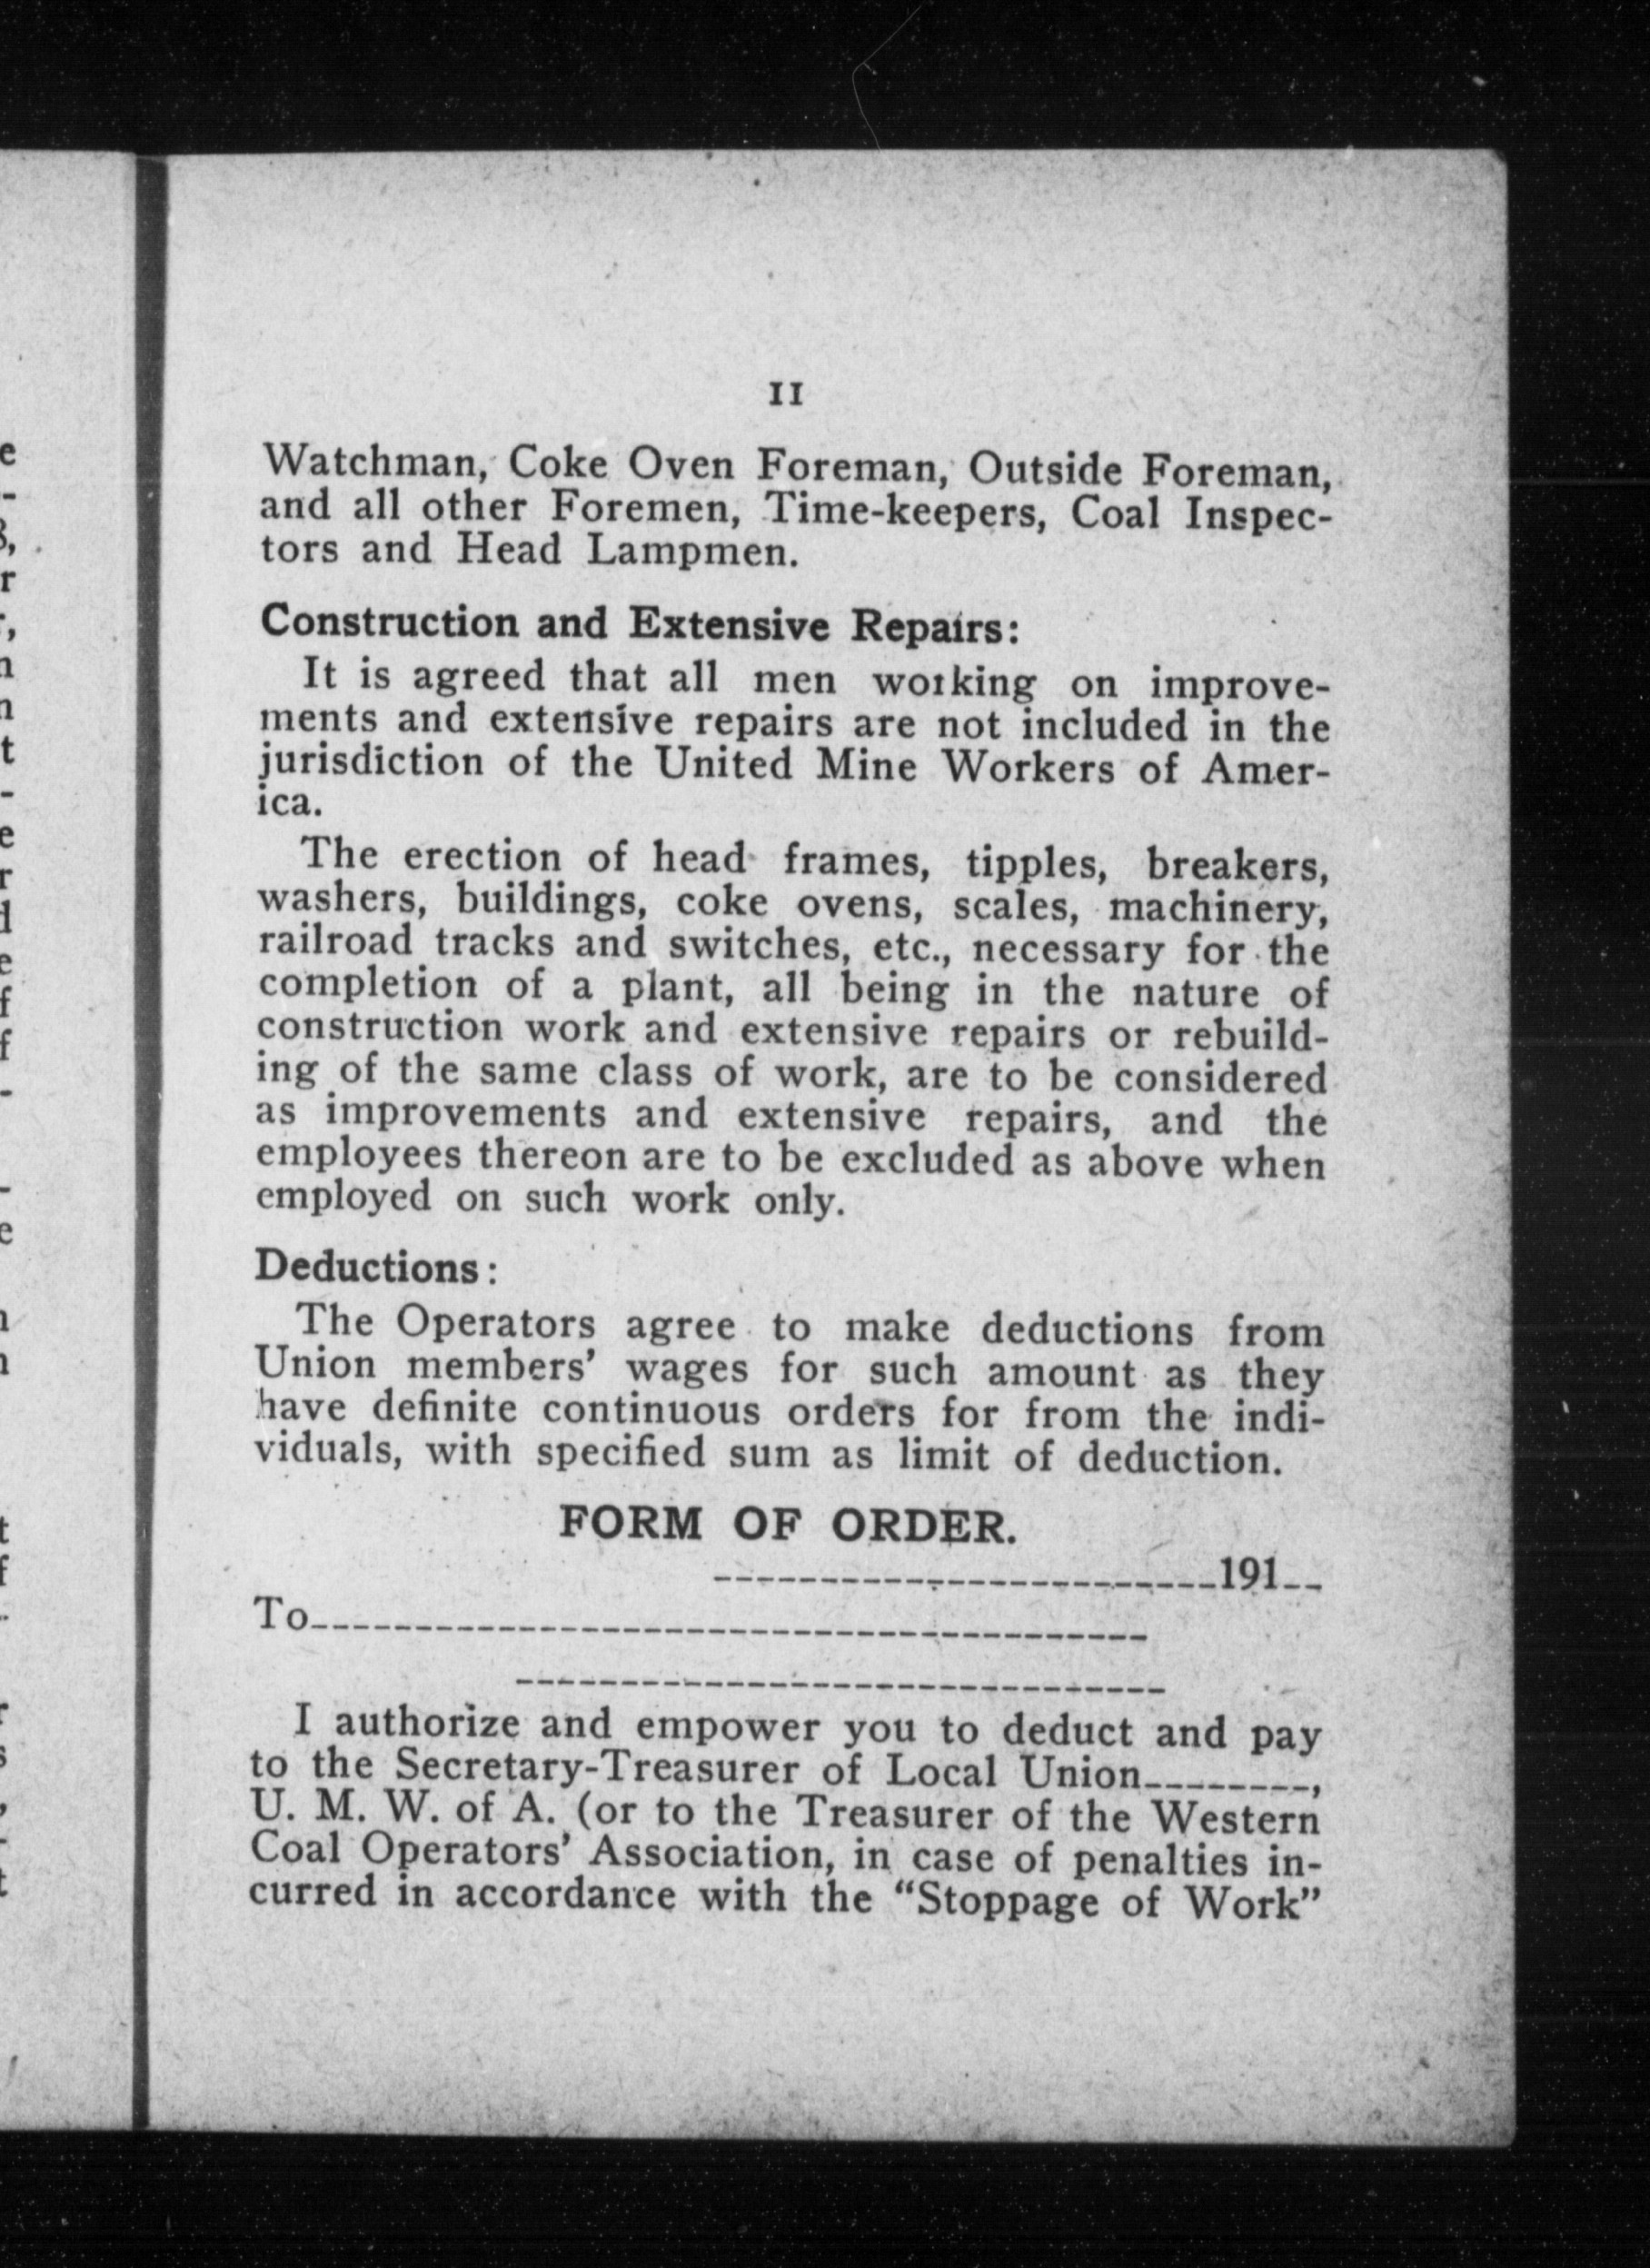 11
Watchman, Coke Oven Foreman, Outside Foreman,
and all other Foremen, Time-keepers, Coal Inspec-
tors and Head Lampmen.
Construction and Extensive Repairs:
It is agreed that all men working on improve-
ments and extensive repairs are not included in the
jurisdiction of the United Mine Workers of Amer-
ica.
The erection of head frames, tipples, breakers,
washers, buildings, coke ovens, scales, machinery,
railroad tracks and switches, etc., necessary for the
completion of a plant, all being in the nature of
construction work and extensive repairs or rebuild-
ing of the same class of work, are to be considered
as improvements and extensive repairs, and the
employees thereon are to be excluded as above when
employed on such work only.
Deductions:
The Operators agree to make deductions from
Union members' wages for such amount as they
have definite continuous orders for from the indi-
viduals, with specified sum as limit of deduction.
FORM OF ORDER.
------------------------191--
To----------------------------------------
--------------------------------
I authorize and empower you to deduct and pay
to the Secretary-Treasurer of Local Union--------,
U. M. W. of A. (or to the Treasurer of the Western
Coal Operators' Association, in case of penalties in-
curred in accordance with the "Stoppage of Work"